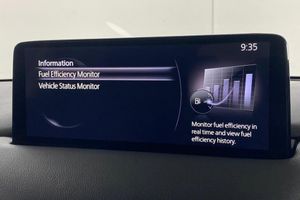 9:35
Information
Fuel Efficiency Monitor
Vehicle Status Monitor
Monitor fuel efficiency in
real time and view fuel
efficiency history.